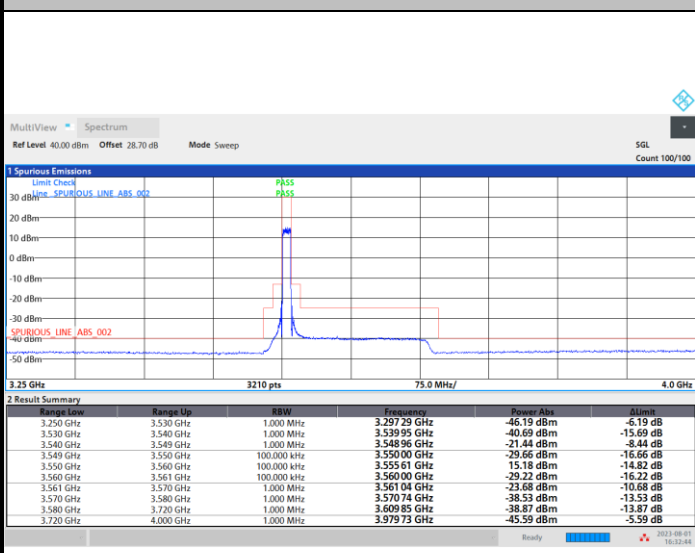 MultiView Spectrum
Ref Level 40.00 dBm Offset 28.70 dB Mode Sweep SGL
Count 100/100
1 Spurious Emissions
Limit Check PASS
Line _SPURIOUS_LINE_ABS_002 PASS
30 dBm
20 dBm
10 dBm
0 dBm
-10 dBm
-20 dBm
-30 dBm
SPURIOUS_LINE_ABS_002
-40 dBm
-50 dBm
3.25 GHz 3210 pts 75.0 MHz/ 4.0 GHz
2 Result Summary
Range Low Range Up RBW Frequency Power Abs ΔLimit
3.250 GHz 3.530 GHz 1.000 MHz 3.297 29 GHz -46.19 dBm -6.19 dB
3.530 GHz 3.540 GHz 1.000 MHz 3.539 95 GHz -40.69 dBm -15.69 dB
3.540 GHz 3.549 GHz 1.000 MHz 3.548 96 GHz -21.44 dBm -8.44 dB
3.549 GHz 3.550 GHz 100.000 kHz 3.550 00 GHz -29.66 dBm -16.66 dB
3.550 GHz 3.560 GHz 100.000 kHz 3.555 61 GHz 15.18 dBm -14.82 dB
3.560 GHz 3.561 GHz 100.000 kHz 3.560 00 GHz -29.22 dBm -16.22 dB
3.561 GHz 3.570 GHz 1.000 MHz 3.561 04 GHz -23.68 dBm -10.68 dB
3.570 GHz 3.580 GHz 1.000 MHz 3.570 74 GHz -38.53 dBm -13.53 dB
3.580 GHz 3.720 GHz 1.000 MHz 3.609 85 GHz -38.87 dBm -13.87 dB
3.720 GHz 4.000 GHz 1.000 MHz 3.979 73 GHz -45.59 dBm -5.59 dB
Ready 2023-08-01
16:32:44